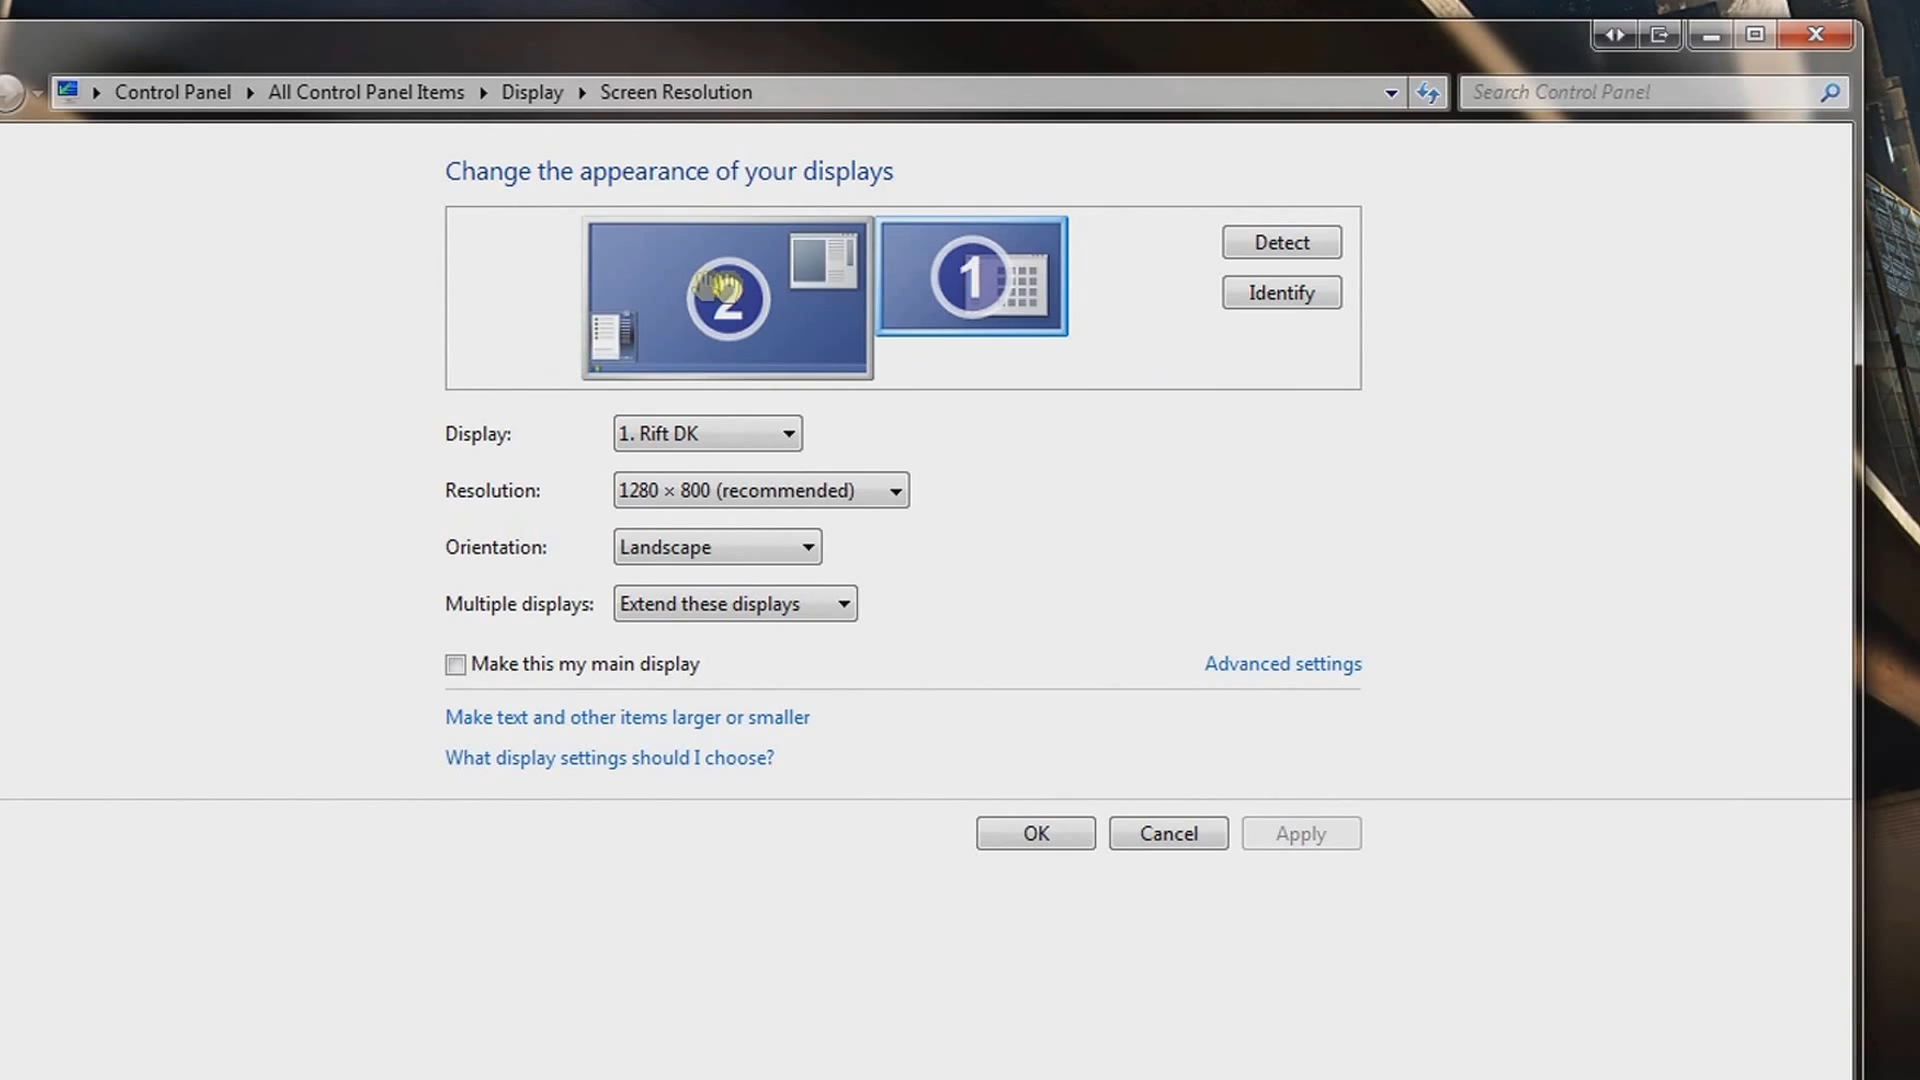 Control Panel All Control Panel Items Display Screen Resolution
Search Control Panel
Change the appearance of your displays
2
1
Detect
Identify
Display: 1. Rift DK
Resolution: 1280 × 800 (recommended)
Orientation: Landscape
Multiple displays: Extend these displays
Make this my main display
Advanced settings
Make text and other items larger or smaller
What display settings should I choose?
OK Cancel Apply